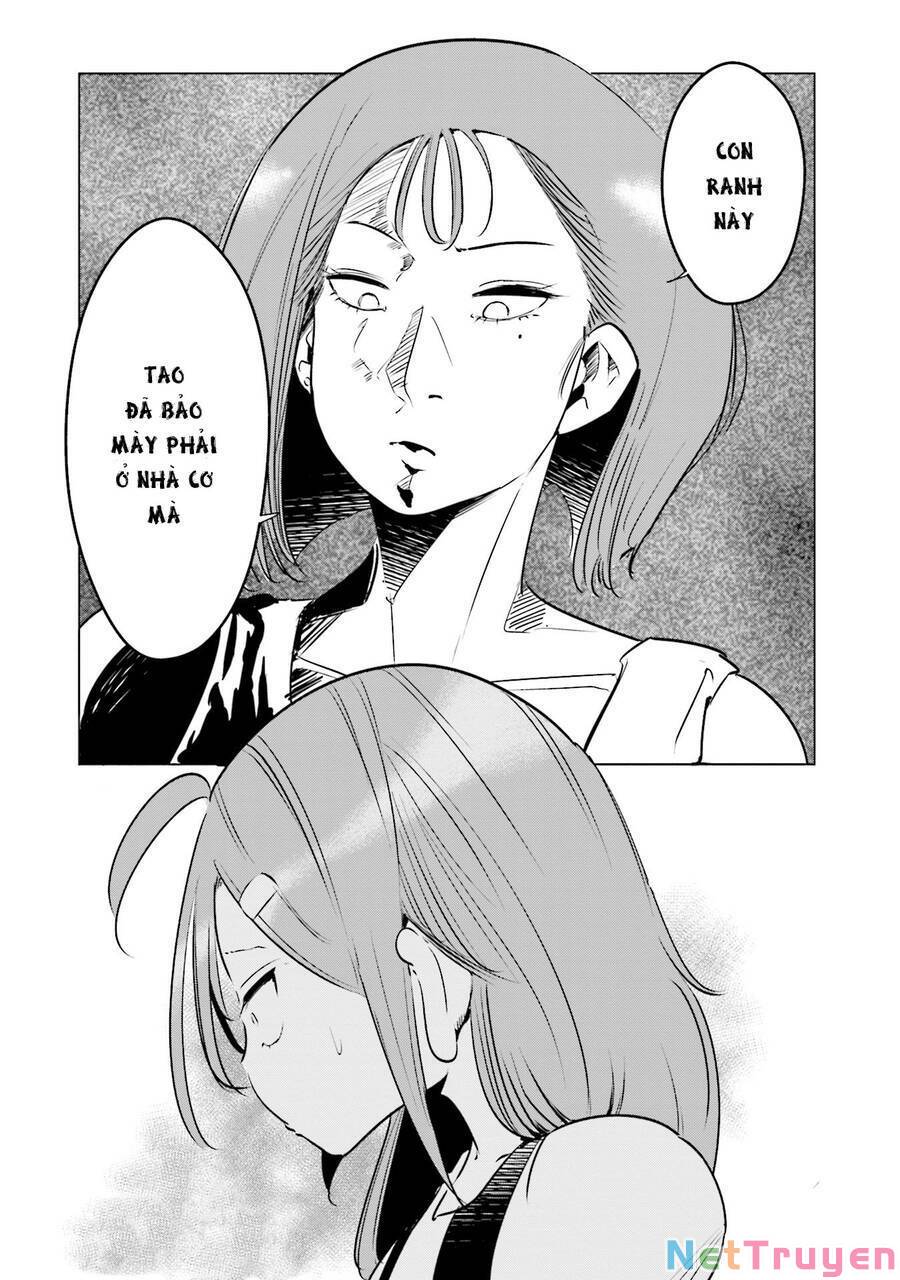 CON
RANH
NÀY
TAO
ĐÃ BẢO
MÀY PHẢI
Ở NHÀ CƠ
MÀ
NetTruyen